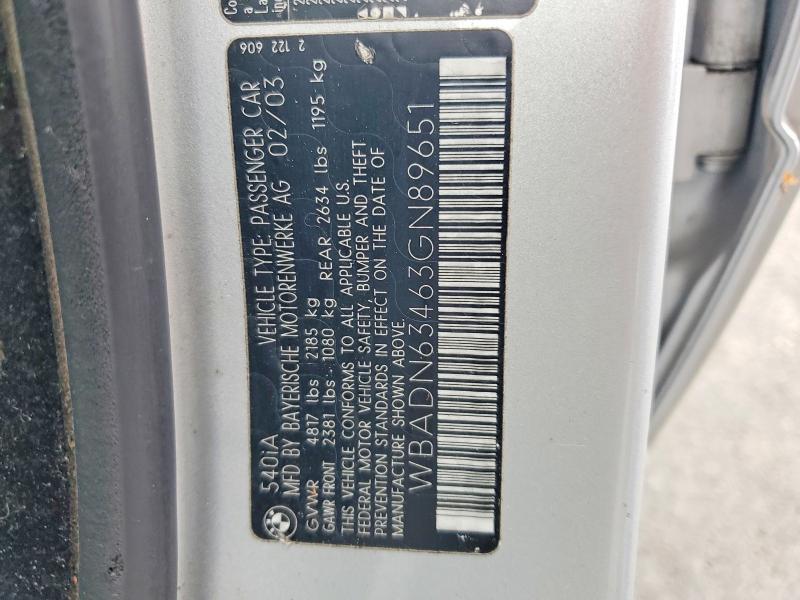 540iA VEHICLE TYPE: PASSENGER CAR
MFD BY BAYERISCHE MOTORENWERKE AG 02/03
GVWR 4817 lbs 2185 kg
GAWR FRONT 2381 lbs 1080 kg REAR 2634 lbs 1195 kg
THIS VEHICLE CONFORMS TO ALL APPLICABLE U.S.
FEDERAL MOTOR VEHICLE SAFETY, BUMPER AND THEFT
PREVENTION STANDARDS IN EFFECT ON THE DATE OF
MANUFACTURE SHOWN ABOVE.
WBADN63463GN89651
2 122 606
BMW